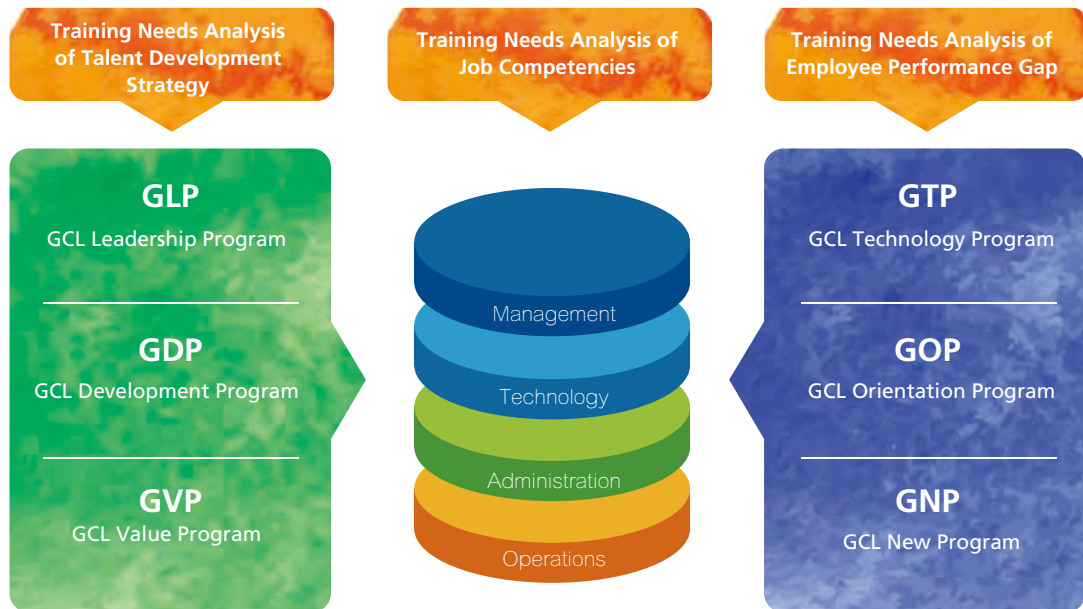 Training Needs Analysis
of Talent Development
Strategy
Training Needs Analysis of
Job Competencies
Training Needs Analysis of
Employee Performance Gap
GLP
GCL Leadership Program
GDP
GCL Development Program
GVP
GCL Value Program
Management
Technology
Administration
Operations
GTP
GCL Technology Program
GOP
GCL Orientation Program
GNP
GCL New Program